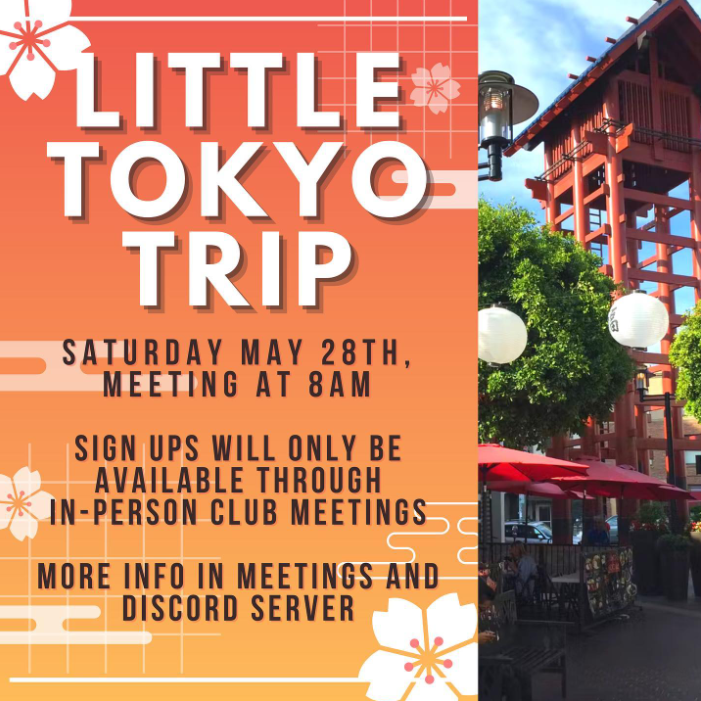 LITTLE
TOKYO
TRIP
SATURDAY MAY 28TH,
MEETING AT 8AM
SIGN UPS WILL ONLY BE
AVAILABLE THROUGH
IN-PERSON CLUB MEETINGS
MORE INFO IN MEETINGS AND
DISCORD SERVER